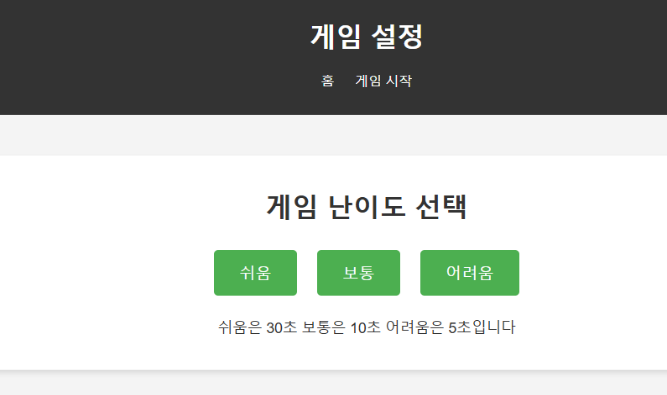 게임 설정
홈 게임 시작
게임 난이도 선택
쉬움 보통 어려움
쉬움은 30초 보통은 10초 어려움은 5초입니다